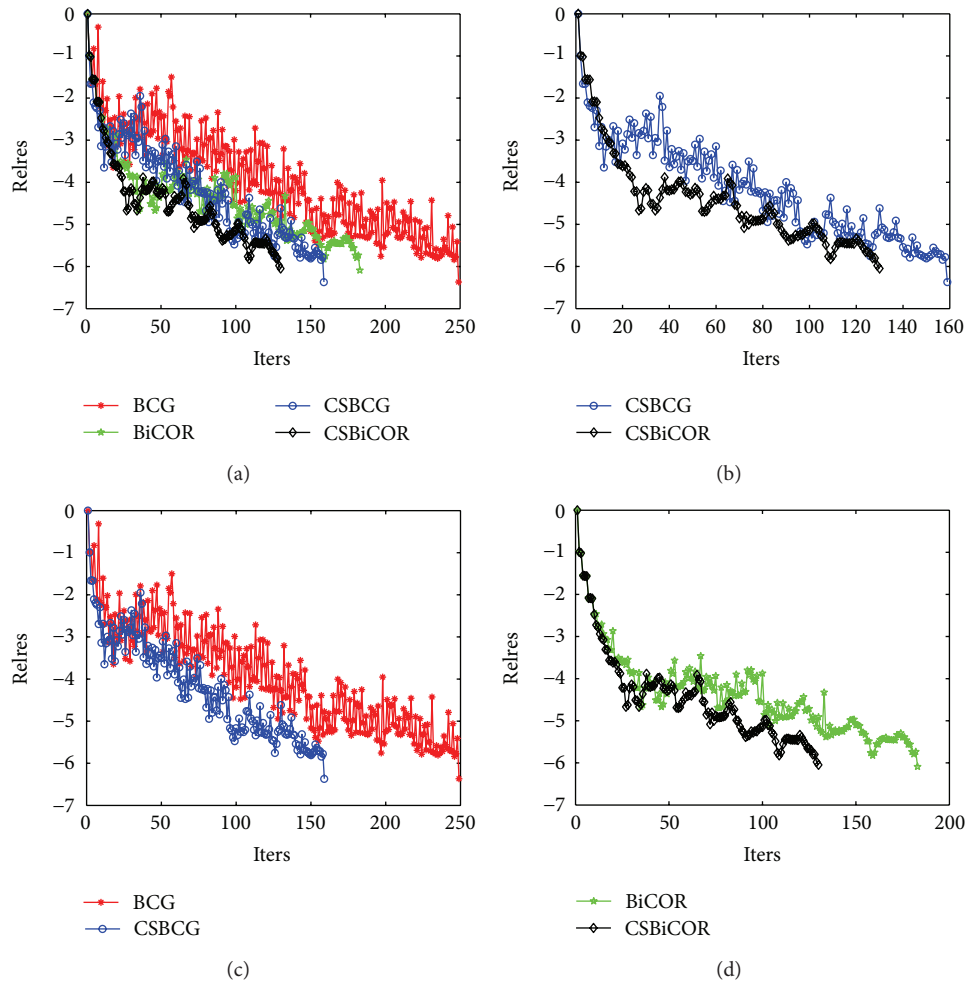 0
−1
−2
−3
−4
−5
−6
−7
Relres
0 50 100 150 200 250
Iters
BCG
BiCOR
CSBCG
CSBiCOR
(a)
0
−1
−2
−3
−4
−5
−6
−7
Relres
0 20 40 60 80 100 120 140 160
Iters
CSBCG
CSBiCOR
(b)
0
−1
−2
−3
−4
−5
−6
−7
Relres
0 50 100 150 200 250
Iters
BCG
CSBCG
(c)
0
−1
−2
−3
−4
−5
−6
−7
Relres
0 50 100 150 200
Iters
BiCOR
CSBiCOR
(d)